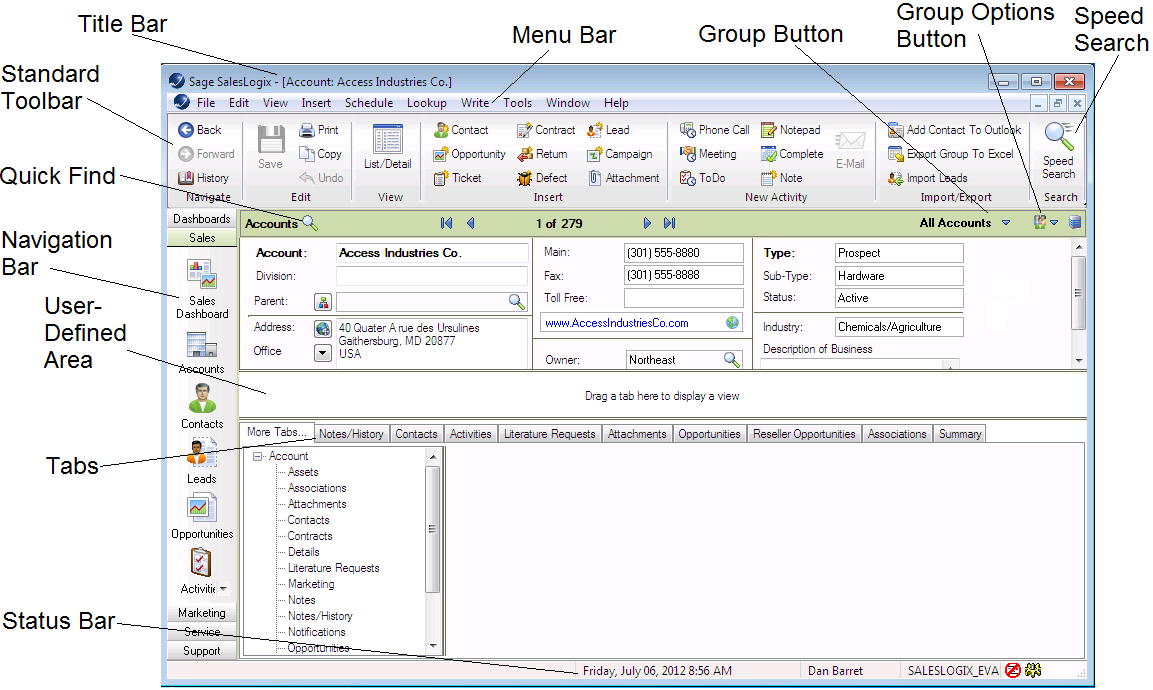 Title Bar
Menu Bar
Group Button
Group Options
Button
Speed
Search
Standard
Toolbar
Quick Find
Navigation
Bar
User-
Defined
Area
Tabs
Status Bar
Sage SalesLogix - [Account: Access Industries Co.]
File Edit View Insert Schedule Lookup Write Tools Window Help
Back
Forward
History
Navigate
Save
Print
Copy
Undo
Edit
List/Detail
View
Contact
Opportunity
Ticket
Contract
Return
Defect
Lead
Campaign
Attachment
Insert
Phone Call
Meeting
ToDo
Notepad
Complete
Note
E-Mail
New Activity
Add Contact To Outlook
Export Group To Excel
Import Leads
Import/Export
Speed
Search
Search
Dashboards
Sales
Sales
Dashboard
Accounts
Contacts
Leads
Opportunities
Activitie
Marketing
Service
Support
Accounts
1 of 279
All Accounts
Account: Access Industries Co.
Division:
Parent:
Address: 40 Quater A rue des Ursulines
Gaithersburg, MD 20877
USA
Office
Main: (301) 555-8880
Fax: (301) 555-8888
Toll Free:
www.AccessIndustriesCo.com
Owner: Northeast
Type: Prospect
Sub-Type: Hardware
Status: Active
Industry: Chemicals/Agriculture
Description of Business
Drag a tab here to display a view
More Tabs... Notes/History Contacts Activities Literature Requests Attachments Opportunities Reseller Opportunities Associations Summary
Account
Assets
Associations
Attachments
Contacts
Contracts
Details
Literature Requests
Marketing
Notes
Notes/History
Notifications
Opportunities
Friday, July 06, 2012 8:56 AM
Dan Barret
SALESLOGIX_EVA